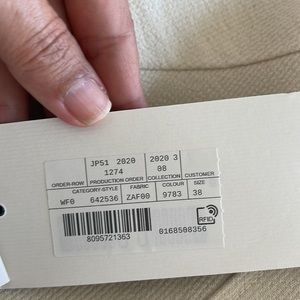 JP51 2020 2020 3
1274 08
ORDER-ROW PRODUCTION ORDER COLLECTION CUSTOMER
CATEGORY-STYLE FABRIC COLOUR SIZE
WF0 642536 ZAF00 9783 38
RFID
8095721363 0168508356